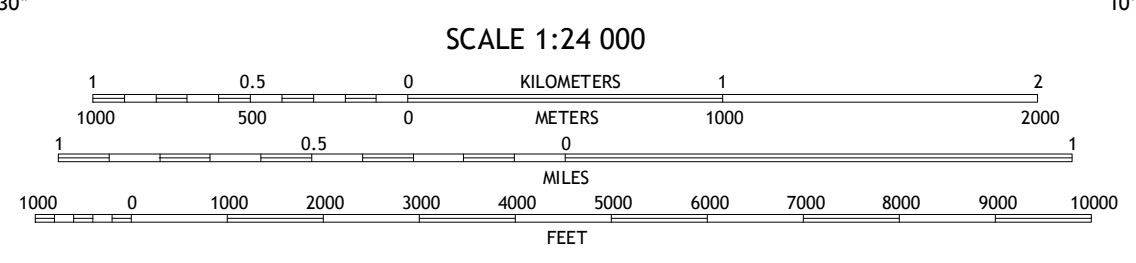 30"
10'
SCALE 1:24 000
1 0.5 0 KILOMETERS 1 2
1000 500 0 METERS 1000 2000
1 0.5 0 1
MILES
1000 0 1000 2000 3000 4000 5000 6000 7000 8000 9000 10000
FEET